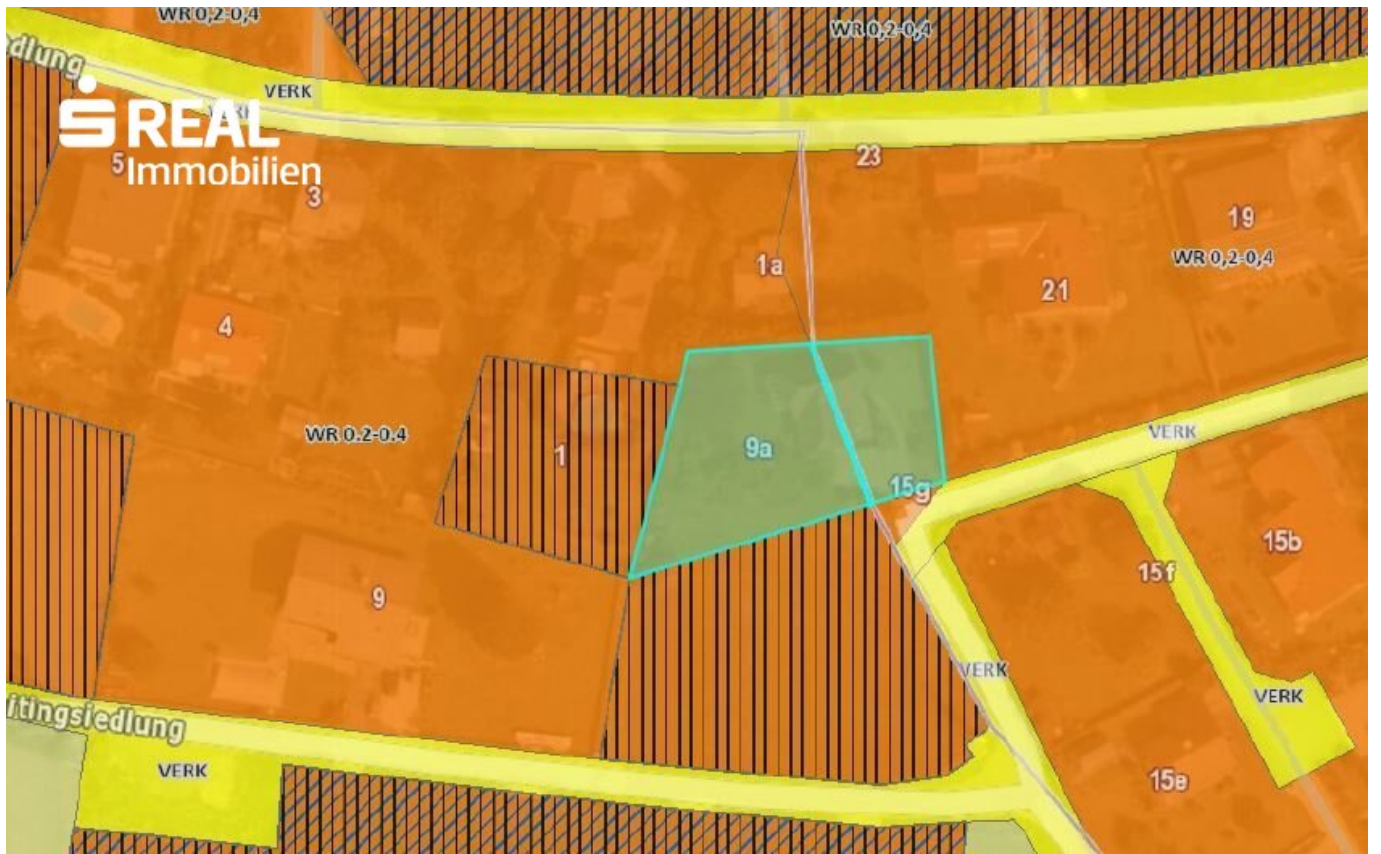 WR 0,2-0,4
WR 0,2-0,4
dlung
VERK
VERK
S REAL
Immobilien
5
3
23
19
1a
WR 0,2-0,4
21
4
WR 0.2-0.4
1
9a
VERK
15g
15b
15f
9
VERK
VERK
itingsiedlung
VERK
15e